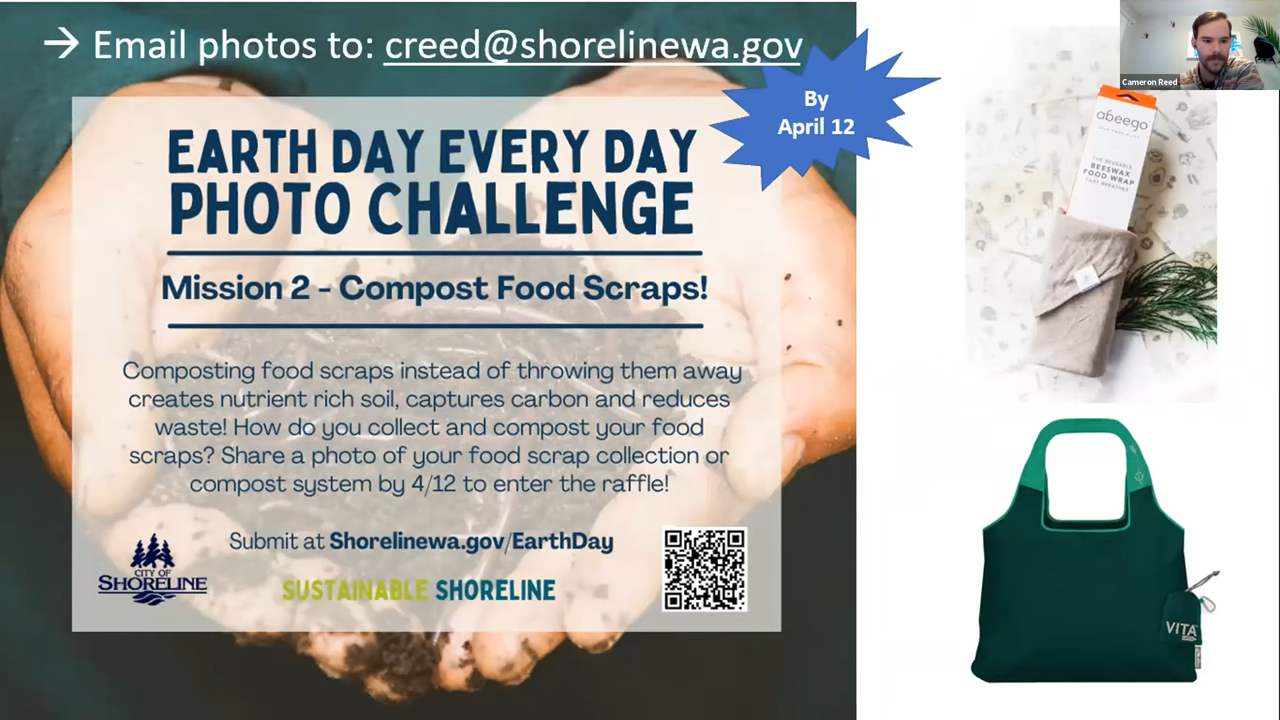 → Email photos to: creed@shorelinewa.gov
By
April 12
EARTH DAY EVERY DAY
PHOTO CHALLENGE
Mission 2 - Compost Food Scraps!
Composting food scraps instead of throwing them away
creates nutrient rich soil, captures carbon and reduces
waste! How do you collect and compost your food
scraps? Share a photo of your food scrap collection or
compost system by 4/12 to enter the raffle!
Submit at Shorelinewa.gov/EarthDay
CITY OF
SHORELINE
SUSTAINABLE SHORELINE
Cameron Reed
abeego
THE REUSABLE
BEESWAX
FOOD WRAP
THAT BREATHES
VITA